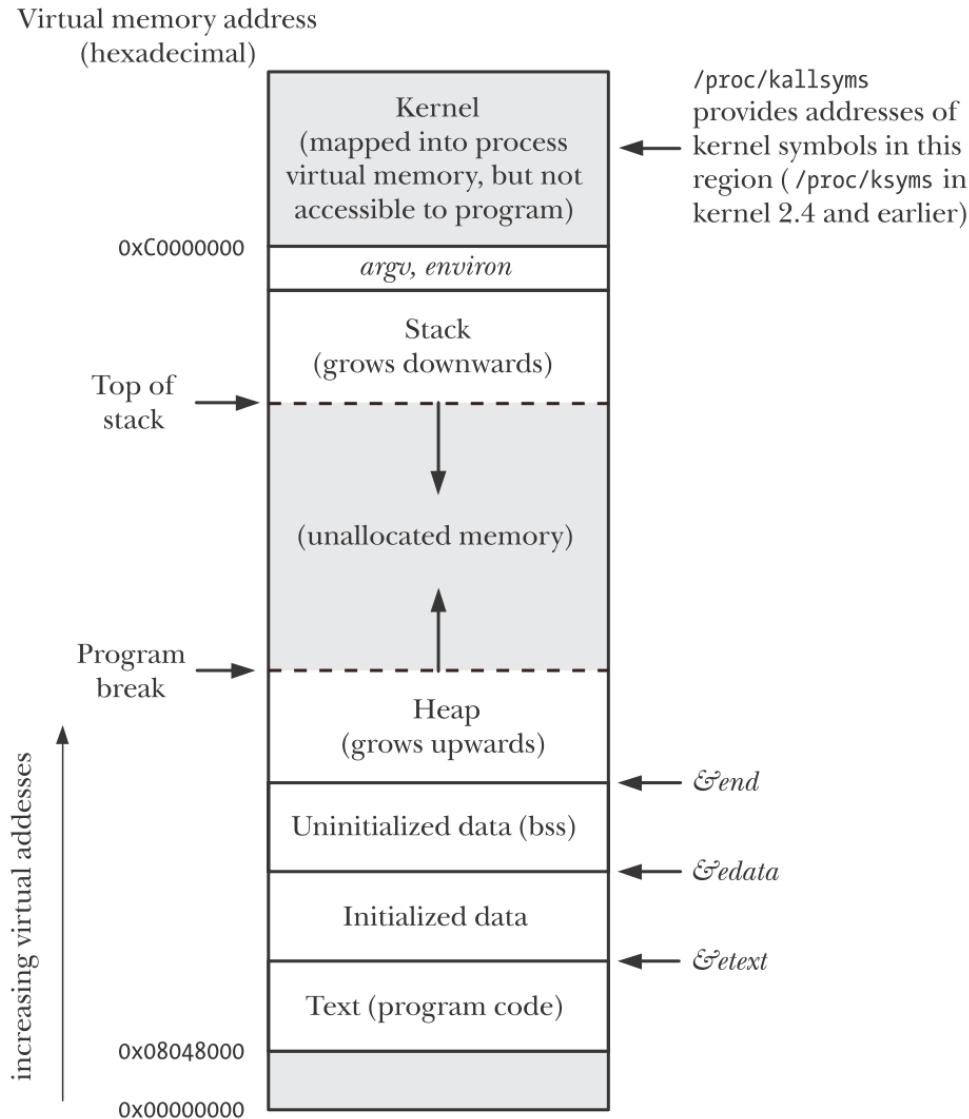 Virtual memory address
(hexadecimal)
Kernel
(mapped into process
virtual memory, but not
accessible to program)
/proc/kallsyms
provides addresses of
kernel symbols in this
region ( /proc/ksyms in
kernel 2.4 and earlier)
0xC0000000
argv, environ
Stack
(grows downwards)
Top of
stack
(unallocated memory)
Program
break
Heap
(grows upwards)
&end
Uninitialized data (bss)
&edata
Initialized data
&etext
Text (program code)
0x08048000
0x00000000
increasing virtual addesses